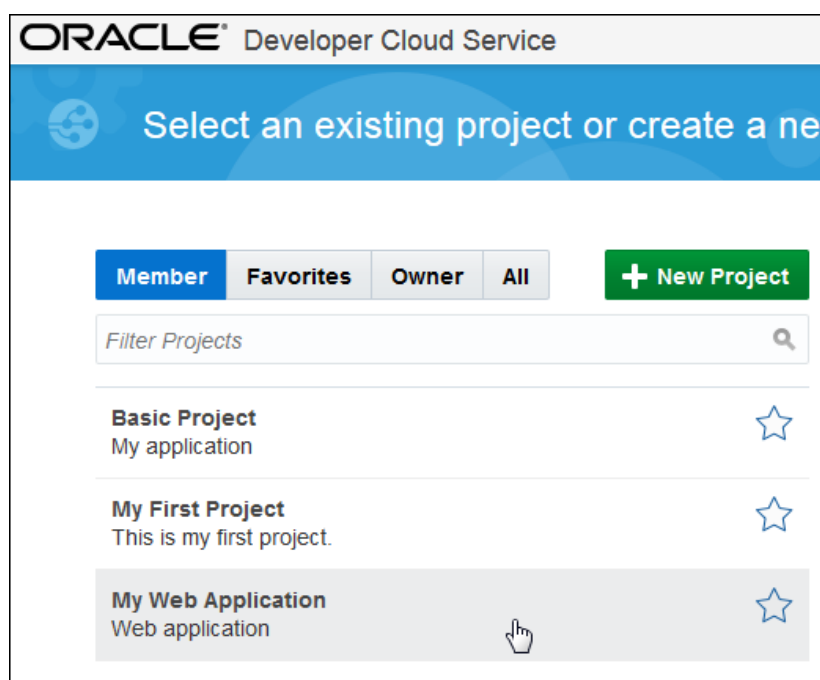 ORACLE® Developer Cloud Service
Select an existing project or create a ne
Member Favorites Owner All + New Project
Filter Projects
Basic Project
My application
My First Project
This is my first project.
My Web Application
Web application